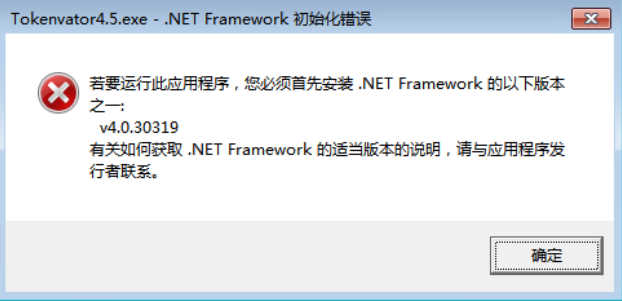 Tokenvator4.5.exe - .NET Framework 初始化错误
若要运行此应用程序，您必须首先安装 .NET Framework 的以下版本
之一:
v4.0.30319
有关如何获取 .NET Framework 的适当版本的说明，请与应用程序发
行者联系。
确定